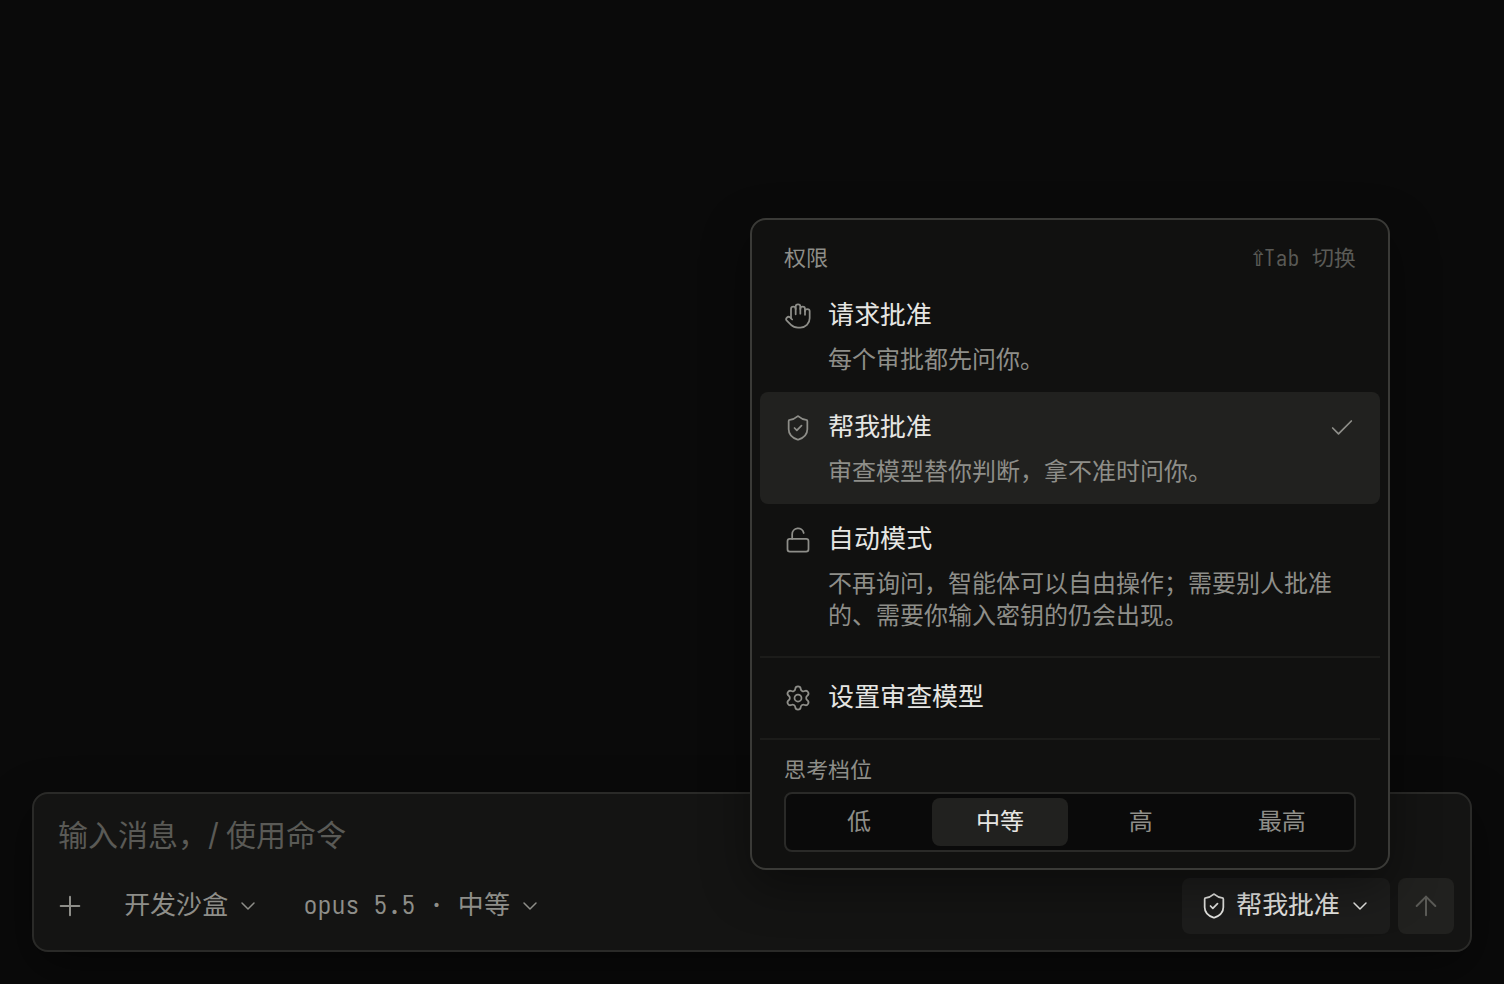 权限
⇧Tab 切换
请求批准
每个审批都先问你。
帮我批准
审查模型替你判断，拿不准时问你。
自动模式
不再询问，智能体可以自由操作；需要别人批准
的、需要你输入密钥的仍会出现。
设置审查模型
思考档位
低 中等 高 最高
输入消息，/ 使用命令
开发沙盒
opus 5.5 · 中等
帮我批准